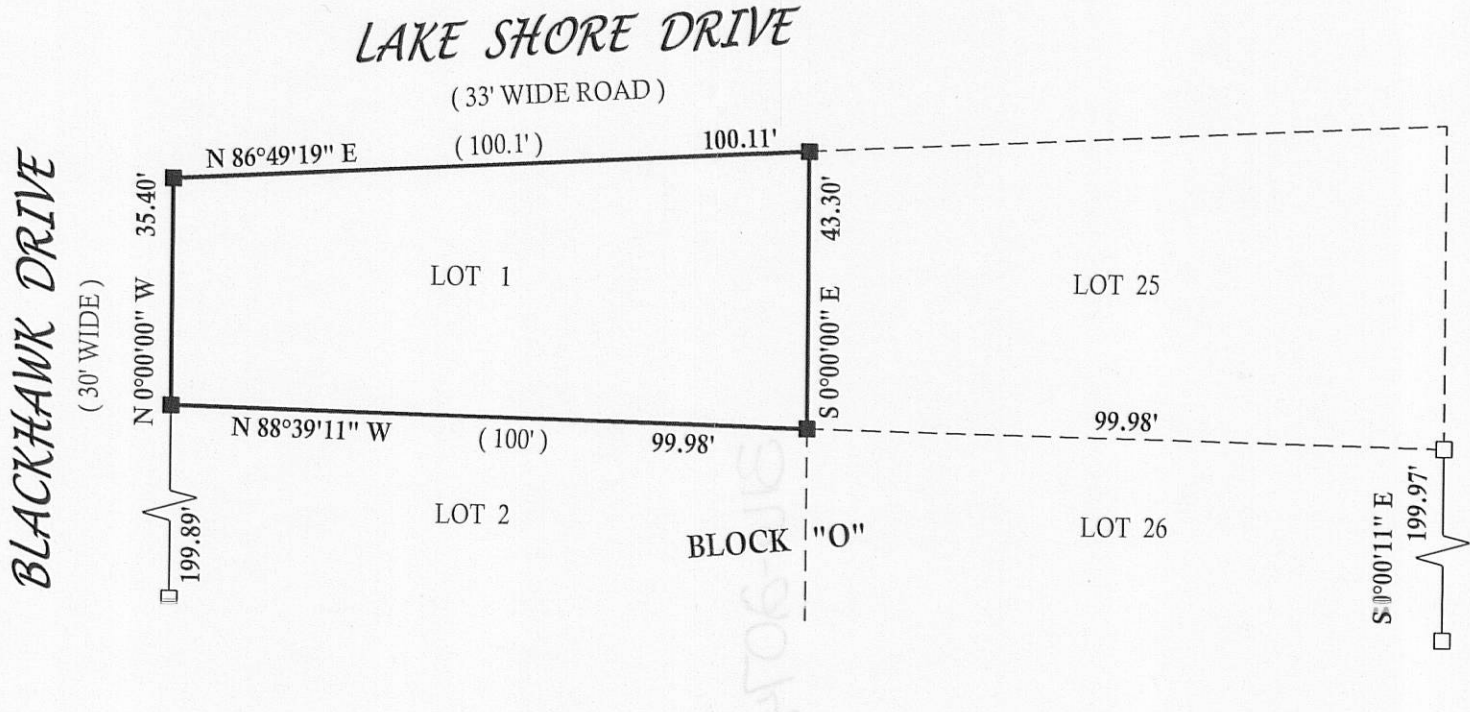 LAKE SHORE DRIVE
( 33' WIDE ROAD )
N 86°49'19" E
( 100.1' )
100.11'
BLACKHAWK DRIVE
( 30' WIDE )
N 0°00'00" W
35.40'
LOT 1
43.30'
S 0°00'00" E
LOT 25
N 88°39'11" W
( 100' )
99.98'
99.98'
LOT 2
199.89'
BLOCK "O"
LOT 26
S 0°00'11" E
199.97'